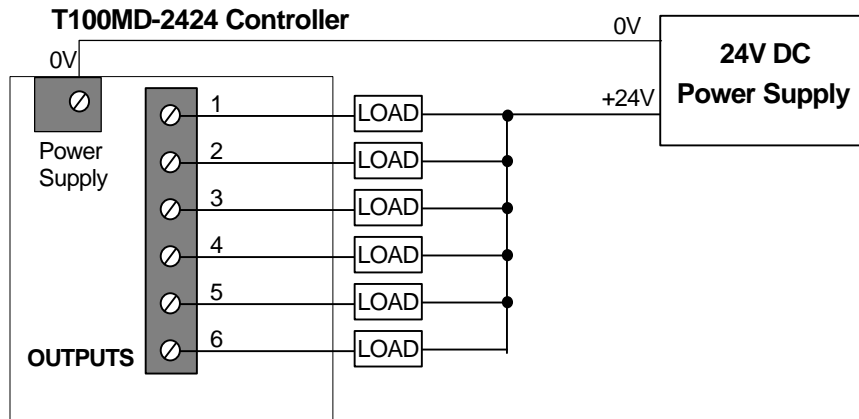 T100MD-2424 Controller
0V
0V
24V DC
Power Supply
+24V
Power
Supply
1
LOAD
2
LOAD
3
LOAD
4
LOAD
5
LOAD
6
LOAD
OUTPUTS